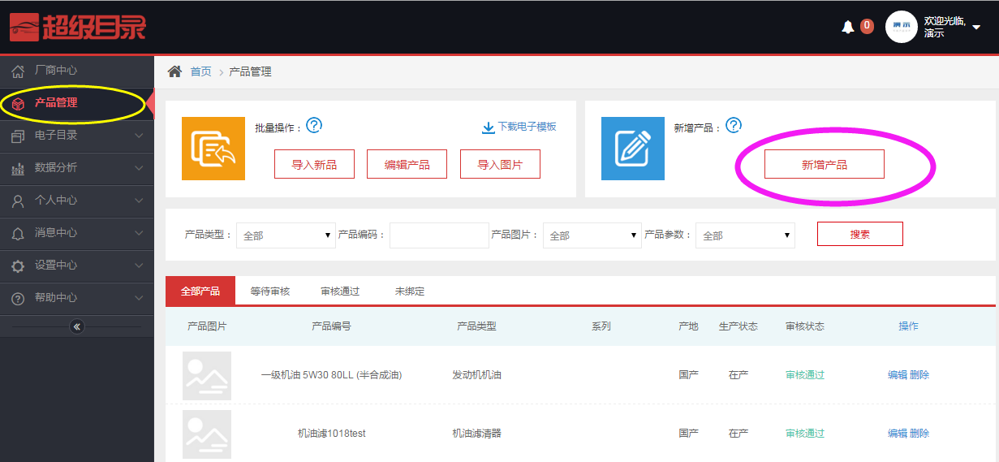 超级目录
0
欢迎光临,
演示
演示
厂商中心
产品管理
电子目录
数据分析
个人中心
消息中心
设置中心
帮助中心
首页 > 产品管理
批量操作：
下载电子模板
导入新品 编辑产品 导入图片
新增产品：
新增产品
产品类型： 全部 产品编码： 产品图片： 全部 产品参数： 全部 搜索
全部产品 等待审核 审核通过 未绑定
产品图片 产品编号 产品类型 系列 产地 生产状态 审核状态 操作
一级机油 5W30 80LL (半合成油) 发动机机油 国产 在产 审核通过 编辑 删除
机油滤1018test 机油滤清器 国产 在产 审核通过 编辑 删除